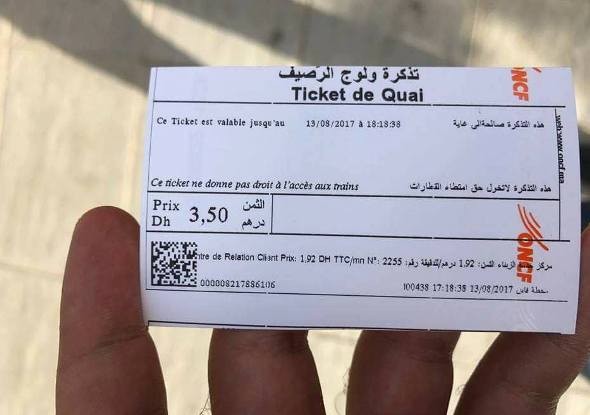 تذكرة ولوج الرصيف
Ticket de Quai
ONCF
Ce Ticket est valable jusqu'au 13/08/2017 à 18:18:38 هذه التذكرة صالحة الى غاية
web:www.oncf.ma
Ce ticket ne donne pas droit à l'accès aux trains هذه التذكرة لاتخول حق امتطاء القطارات
Prix Dh 3,50 الثمن درهم
ONCF
ntre de Relation Client Prix: 1,92 DH TTC/mn N°: 2255 مركز الزبناء الثمن: 1,92 درهم/للدقيقة رقم:
000008217886106
100438 17:18:38 13/08/2017 محطة فاس